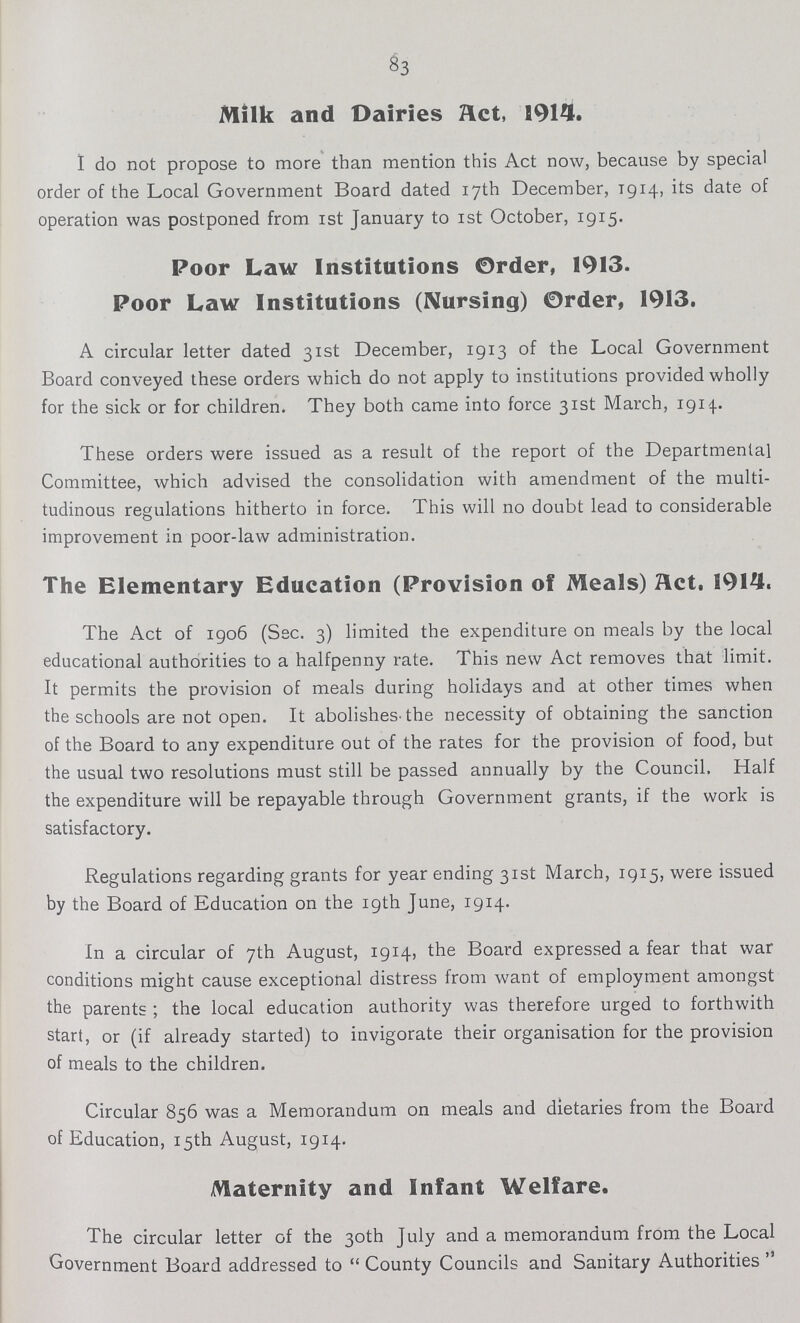 83
Milk and Dairies Act, 1914.
I do not propose to more than mention this Act now, because by special
order of the Local Government Board dated 17th December, 1914, its date of
operation was postponed from 1st January to 1st October, 1915.
Poor Law Institutions Order, 1913.
Poor Law Institutions (Nursing) Order, 1913.
A circular letter dated 31st December, 1913 of the Local Government
Board conveyed these orders which do not apply to institutions provided wholly
for the sick or for children. They both came into force 31st March, 1914.
These orders were issued as a result of the report of the Departmental
Committee, which advised the consolidation with amendment of the multi-
tudinous regulations hitherto in force. This will no doubt lead to considerable
improvement in poor-law administration.
The Elementary Education (Provision of Meals) Act. 1914.
The Act of 1906 (Sec. 3) limited the expenditure on meals by the local
educational authorities to a halfpenny rate. This new Act removes that limit.
It permits the provision of meals during holidays and at other times when
the schools are not open. It abolishes the necessity of obtaining the sanction
of the Board to any expenditure out of the rates for the provision of food, but
the usual two resolutions must still be passed annually by the Council. Half
the expenditure will be repayable through Government grants, if the work is
satisfactory.
Regulations regarding grants for year ending 31st March, 1915, were issued
by the Board of Education on the 19th June, 1914.
In a circular of 7th August, 1914, the Board expressed a fear that war
conditions might cause exceptional distress from want of employment amongst
the parents ; the local education authority was therefore urged to forthwith
start, or (if already started) to invigorate their organisation for the provision
of meals to the children.
Circular 856 was a Memorandum on meals and dietaries from the Board
of Education, 15th August, 1914.
Maternity and Infant Welfare.
The circular letter of the 30th July and a memorandum from the Local
Government Board addressed to “ County Councils and Sanitary Authorities ”